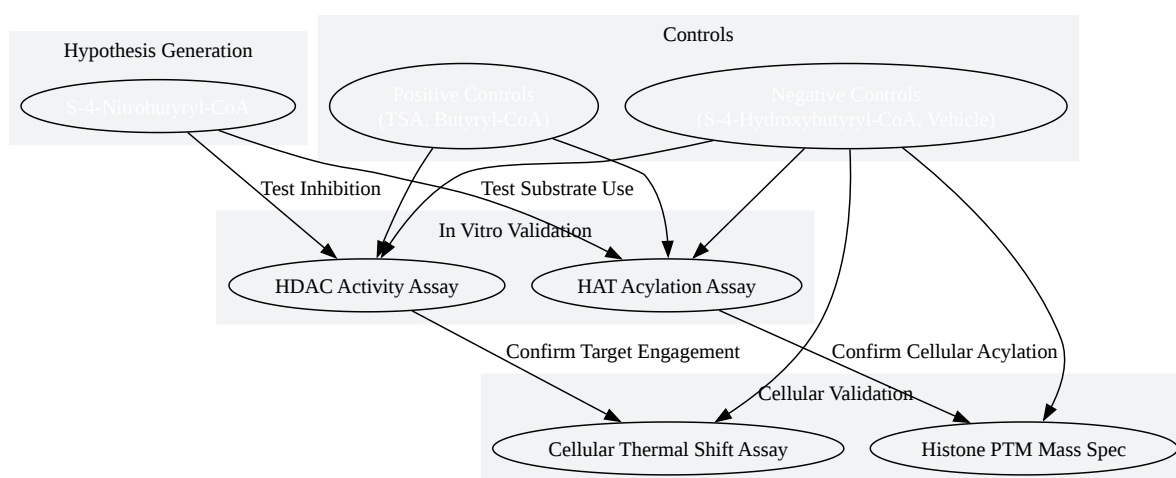 Hypothesis Generation
Controls
S-4-Nitrobutyryl-CoA
Positive Controls
(TSA, Butyryl-CoA)
Negative Controls
(S-4-Hydroxybutyryl-CoA, Vehicle)
Test Inhibition
Test Substrate Use
In Vitro Validation
HDAC Activity Assay
HAT Acylation Assay
Confirm Target Engagement
Confirm Cellular Acylation
Cellular Validation
Cellular Thermal Shift Assay
Histone PTM Mass Spec